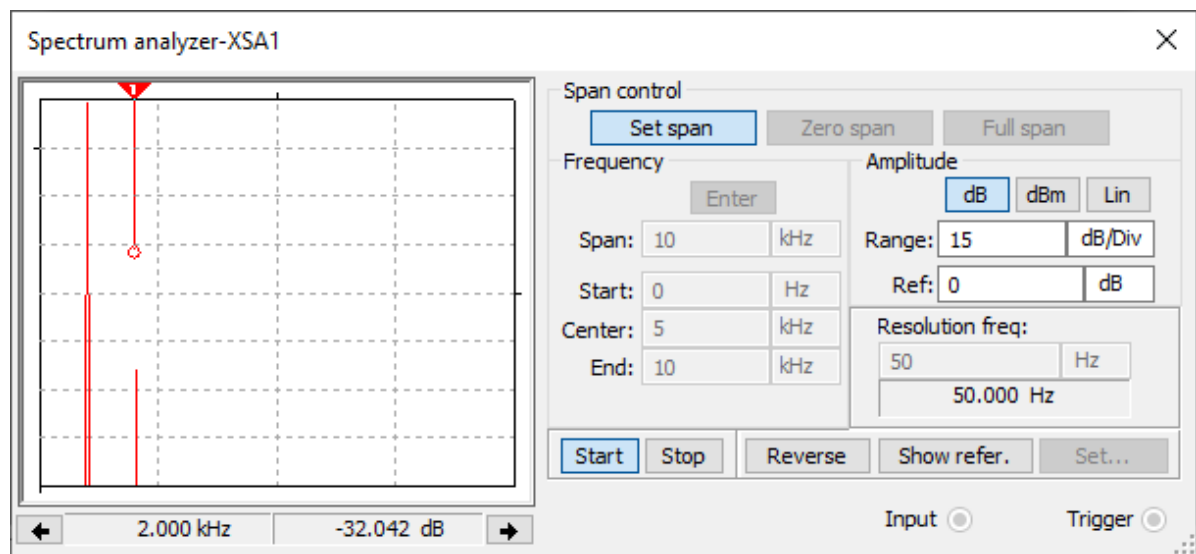 Spectrum analyzer-XSA1
1
Span control
Set span Zero span Full span
Frequency
Enter
Span: 10 kHz
Start: 0 Hz
Center: 5 kHz
End: 10 kHz
Amplitude
dB dBm Lin
Range: 15 dB/Div
Ref: 0 dB
Resolution freq:
50 Hz
50.000 Hz
Start Stop Reverse Show refer. Set...
2.000 kHz -32.042 dB
Input Trigger